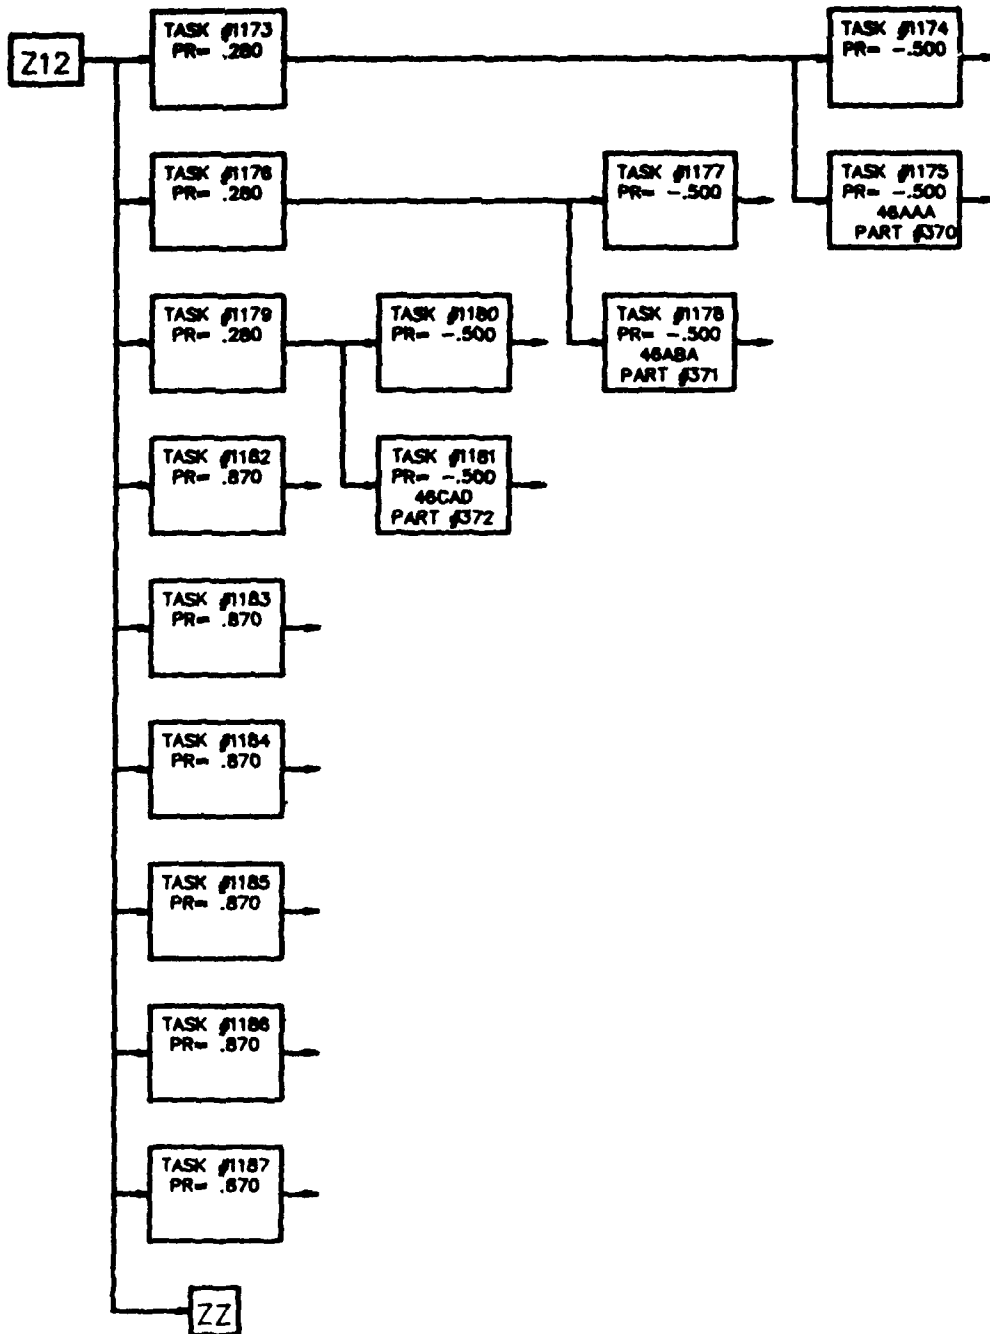 Z12
TASK #1173
PR= .280
TASK #1174
PR= -.500
TASK #1176
PR= .280
TASK #1177
PR= -.500
TASK #1175
PR= -.500
46AAA
PART #370
TASK #1179
PR= .280
TASK #1180
PR= -.500
TASK #1178
PR= -.500
46ABA
PART #371
TASK #1182
PR= .870
TASK #1181
PR= -.500
46CAD
PART #372
TASK #1183
PR= .870
TASK #1184
PR= .870
TASK #1185
PR= .870
TASK #1186
PR= .870
TASK #1187
PR= .870
ZZ